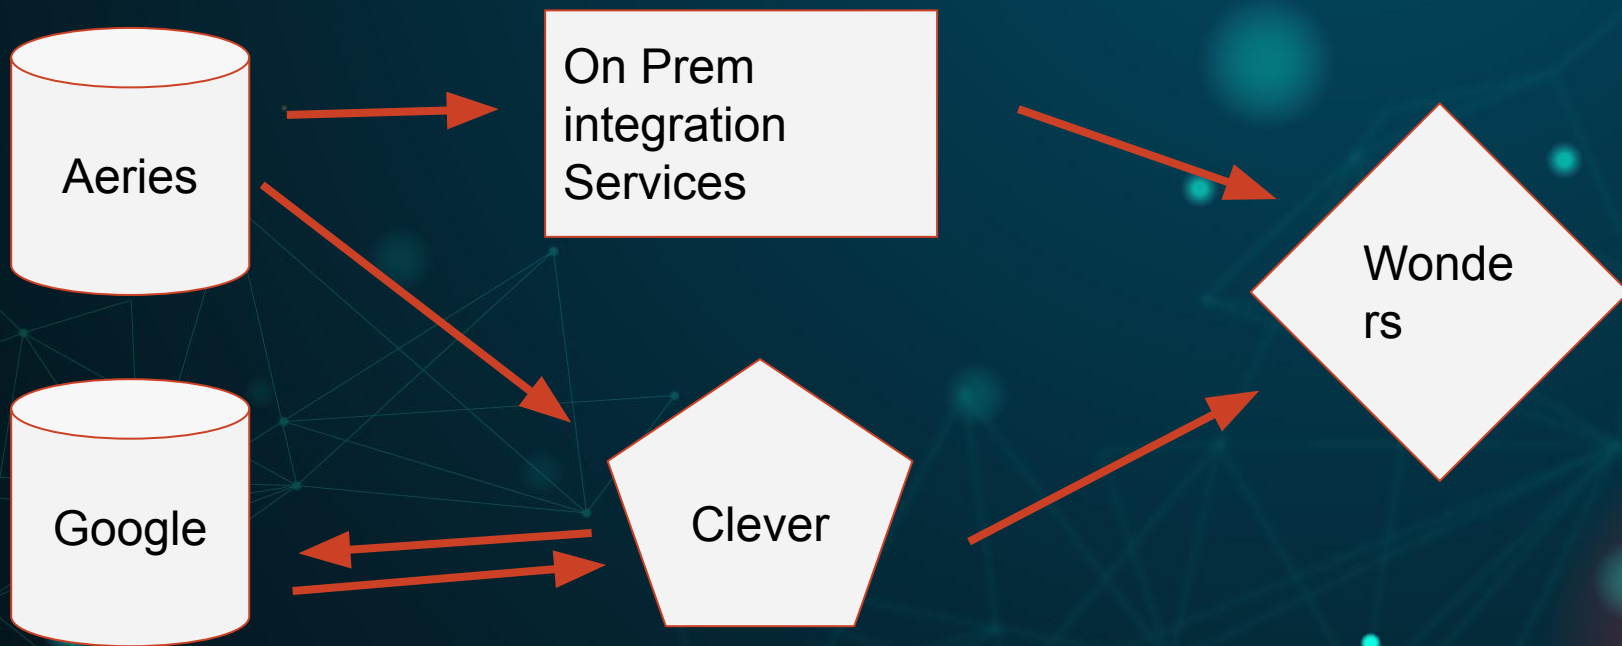 Aeries
On Prem
integration
Services
Wonde
rs
Google
Clever